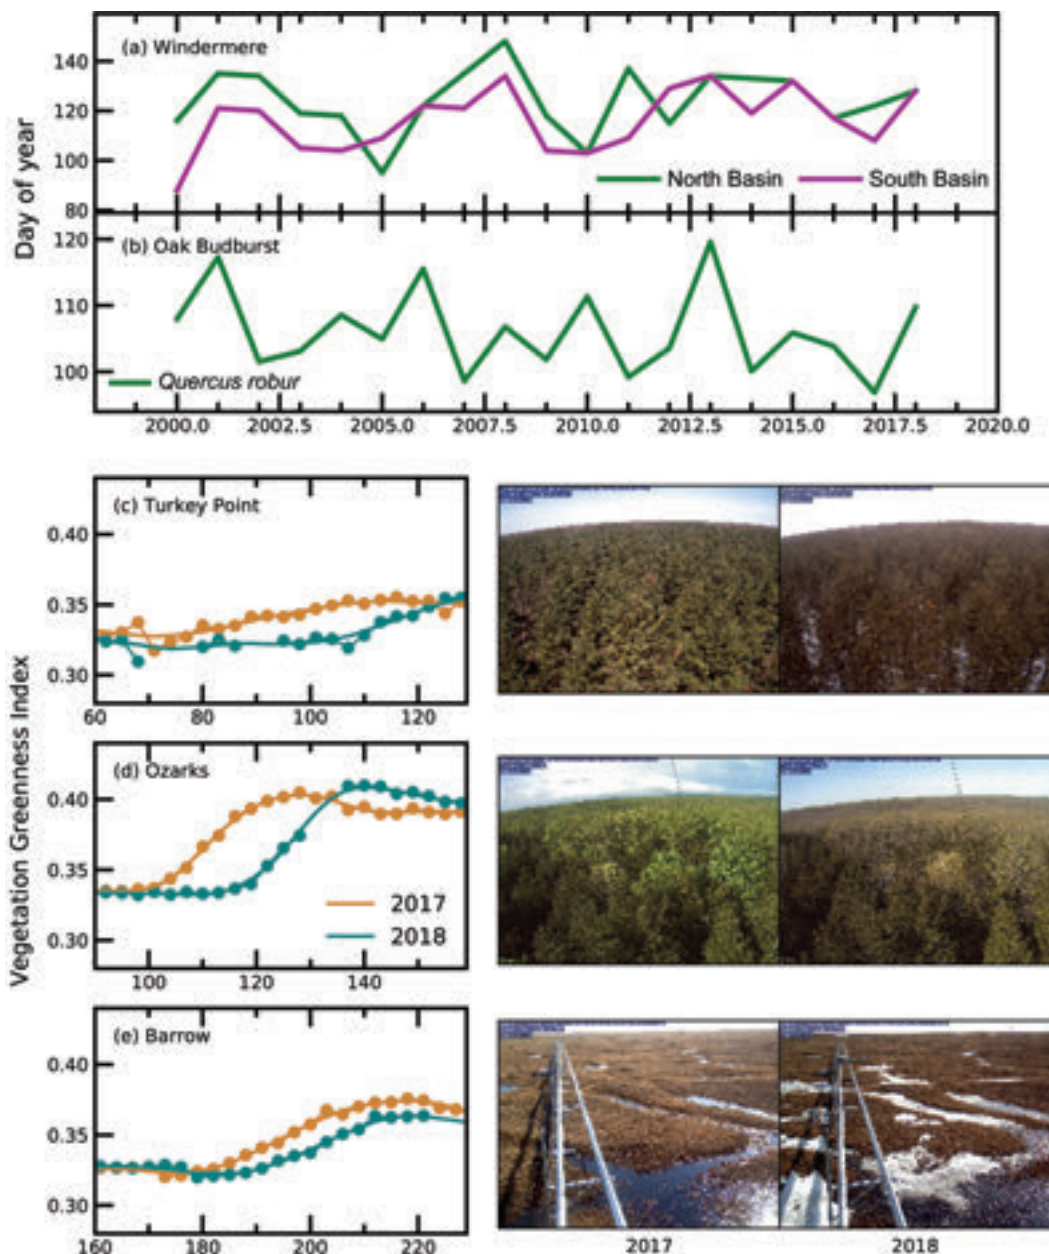 (a) Windermere
140
120
100
80
North Basin
South Basin
Day of year
(b) Oak Budburst
120
110
100
Quercus robur
2000.0 2002.5 2005.0 2007.5 2010.0 2012.5 2015.0 2017.5 2020.0
Vegetation Greenness Index
(c) Turkey Point
0.40
0.35
0.30
60 80 100 120
(d) Ozarks
0.40
0.35
0.30
2017
2018
100 120 140
(e) Barrow
0.40
0.35
0.30
160 180 200 220
2017 2018